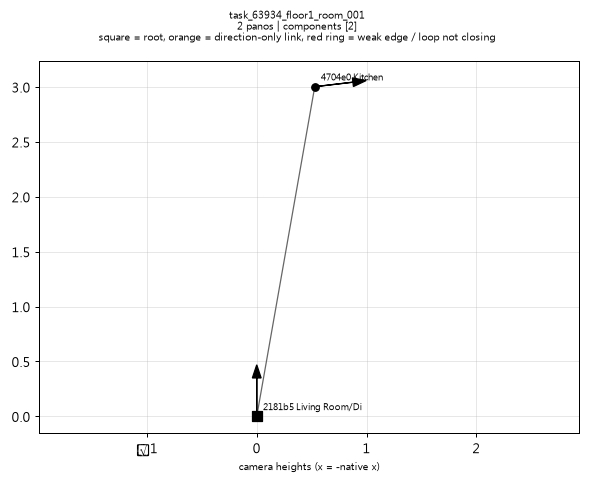 task_63934_floor1_room_001
2 panos | components [2]
square = root, orange = direction-only link, red ring = weak edge / loop not closing
4704e0 Kitchen
3.0
2.5
2.0
1.5
1.0
0.5
2181b5 Living Room/Di
0.0
1 0 1 2
camera heights (x = -native x)